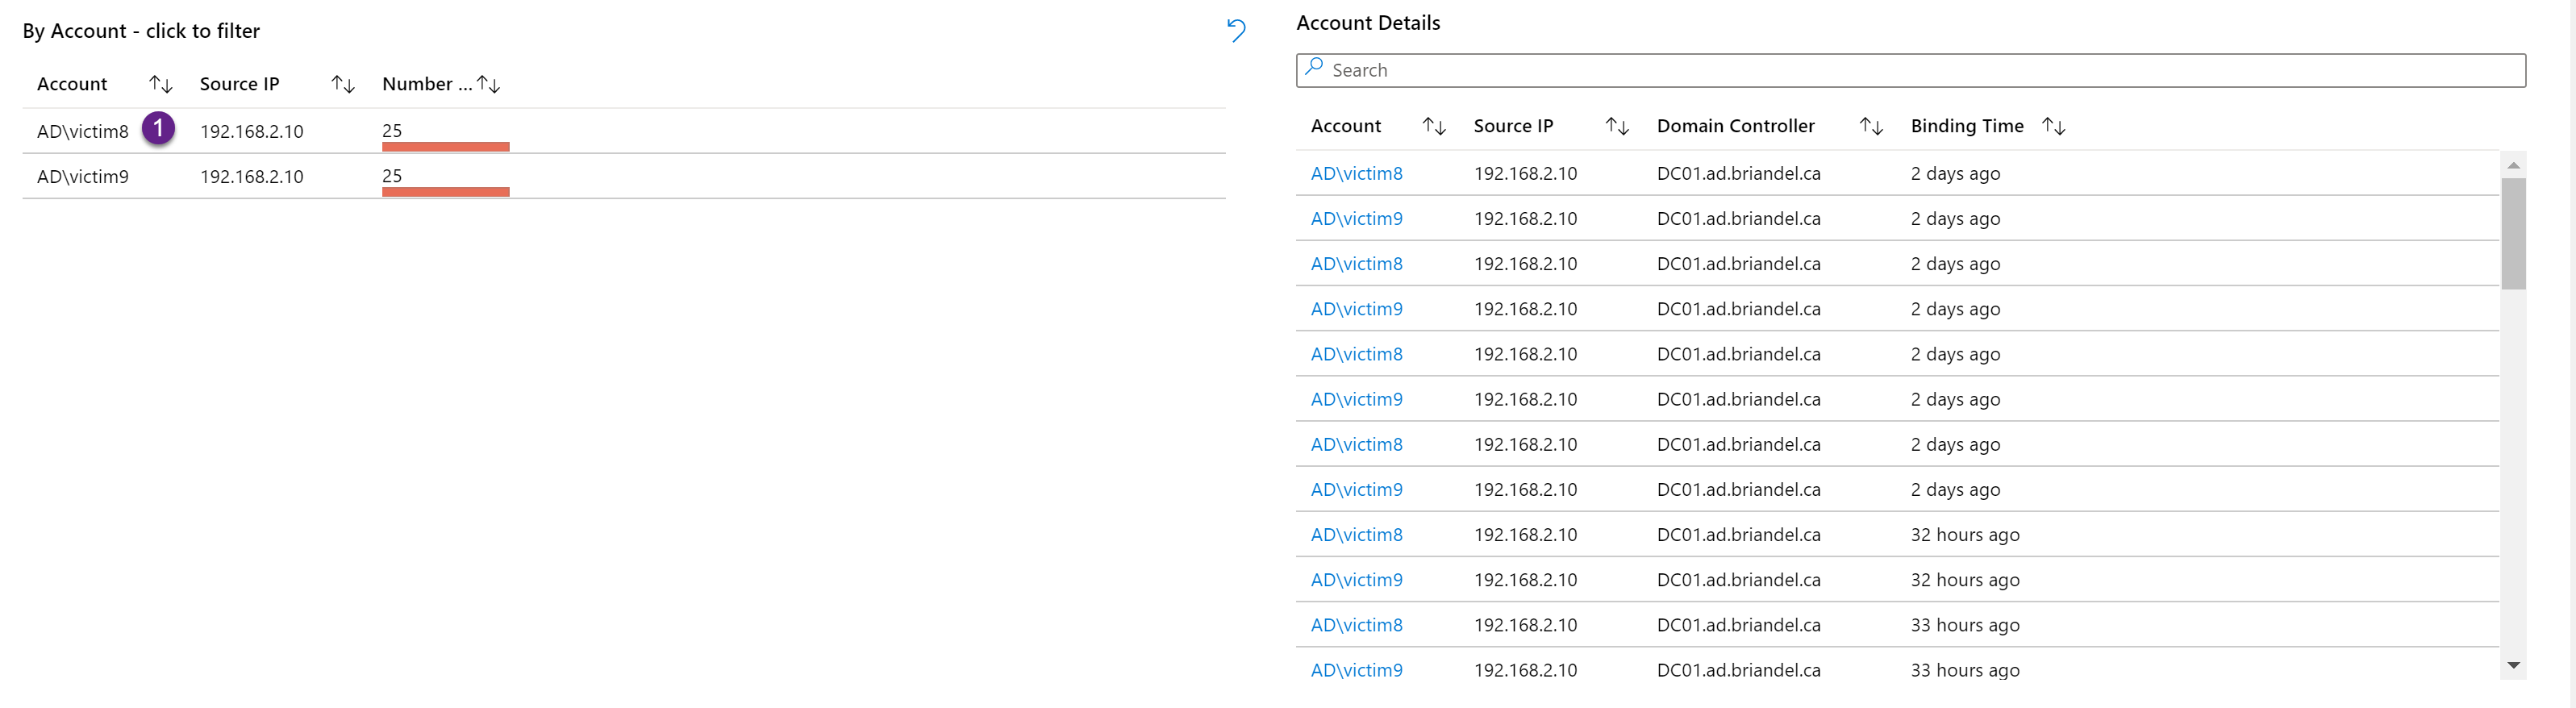 By Account - click to filter
Account Source IP Number ...
AD\victim8 1 192.168.2.10 25
AD\victim9 192.168.2.10 25
Account Details
Search
Account Source IP Domain Controller Binding Time
AD\victim8 192.168.2.10 DC01.ad.briandel.ca 2 days ago
AD\victim9 192.168.2.10 DC01.ad.briandel.ca 2 days ago
AD\victim8 192.168.2.10 DC01.ad.briandel.ca 2 days ago
AD\victim9 192.168.2.10 DC01.ad.briandel.ca 2 days ago
AD\victim8 192.168.2.10 DC01.ad.briandel.ca 2 days ago
AD\victim9 192.168.2.10 DC01.ad.briandel.ca 2 days ago
AD\victim8 192.168.2.10 DC01.ad.briandel.ca 2 days ago
AD\victim9 192.168.2.10 DC01.ad.briandel.ca 2 days ago
AD\victim8 192.168.2.10 DC01.ad.briandel.ca 32 hours ago
AD\victim9 192.168.2.10 DC01.ad.briandel.ca 32 hours ago
AD\victim8 192.168.2.10 DC01.ad.briandel.ca 33 hours ago
AD\victim9 192.168.2.10 DC01.ad.briandel.ca 33 hours ago